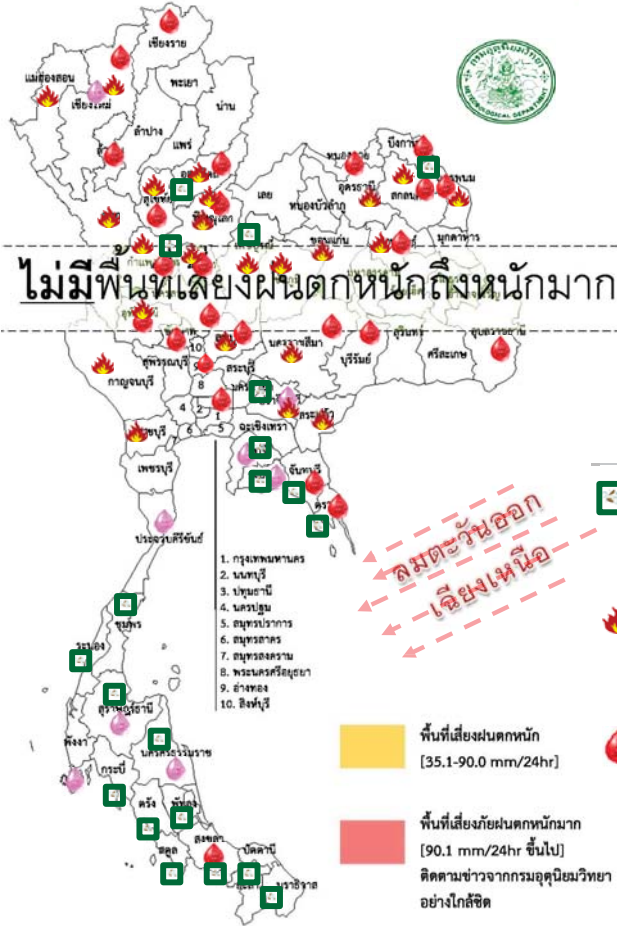 เชียงราย
แม่ฮ่องสอน
พะเยา
เชียงใหม่
น่าน
ลำปาง
แพร่
บึงกาฬ
เลย
อุดรธานี
หนองบัวลำภู
สกลนคร
มุกดาหาร
ขอนแก่น
ไม่มีพื้นที่เสี่ยงฝนตกหนักถึงหนักมาก
สุรินทร์
อุบลราชธานี
นครราชสีมา
สุพรรณบุรี
สระบุรี
บุรีรัมย์
ศรีสะเกษ
กาญจนบุรี
ฉะเชิงเทรา
เพชรบุรี
จันทบุรี
ประจวบคีรีขันธ์
ลมตะวันออก
เฉียงเหนือ
1. กรุงเทพมหานคร
2. นนทบุรี
3. ปทุมธานี
4. นครปฐม
5. สมุทรปราการ
6. สมุทรสาคร
7. สมุทรสงคราม
8. พระนครศรีอยุธยา
9. อ่างทอง
10. สิงห์บุรี
ชุมพร
ระนอง
สุราษฎร์ธานี
พังงา
นครศรีธรรมราช
กระบี่
ตรัง
พัทลุง
สตูล
สงขลา
ปัตตานี
นราธิวาส
พื้นที่เสี่ยงฝนตกหนัก
[35.1-90.0 mm/24hr]
พื้นที่เสี่ยงภัยฝนตกหนักมาก
[90.1 mm/24hr ขึ้นไป]
ติดตามข่าวจากกรมอุตุนิยมวิทยา
อย่างใกล้ชิด